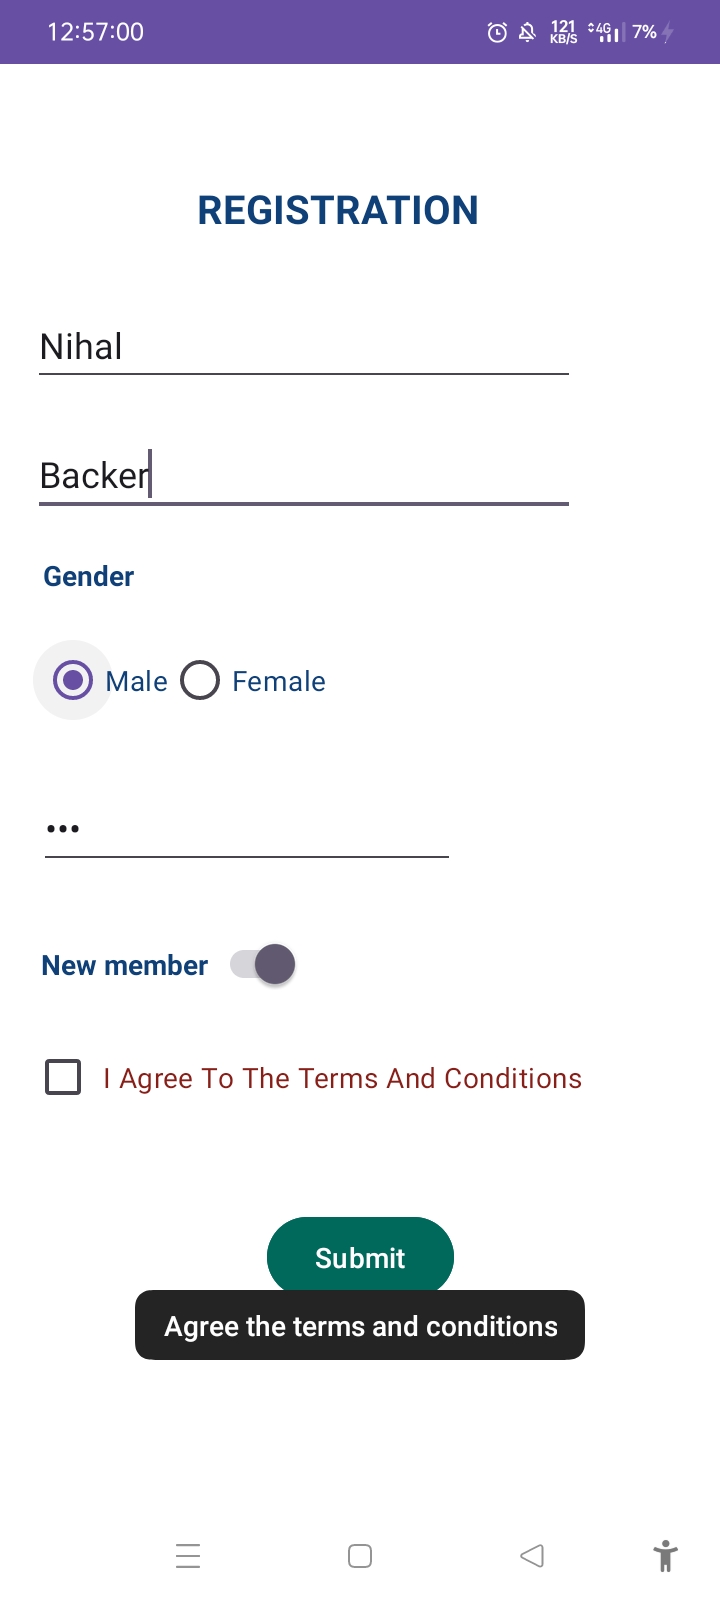 12:57:00
121
KB/S
4G
7%
REGISTRATION
Nihal
Backer
Gender
Male Female
•••
New member
I Agree To The Terms And Conditions
Submit
Agree the terms and conditions